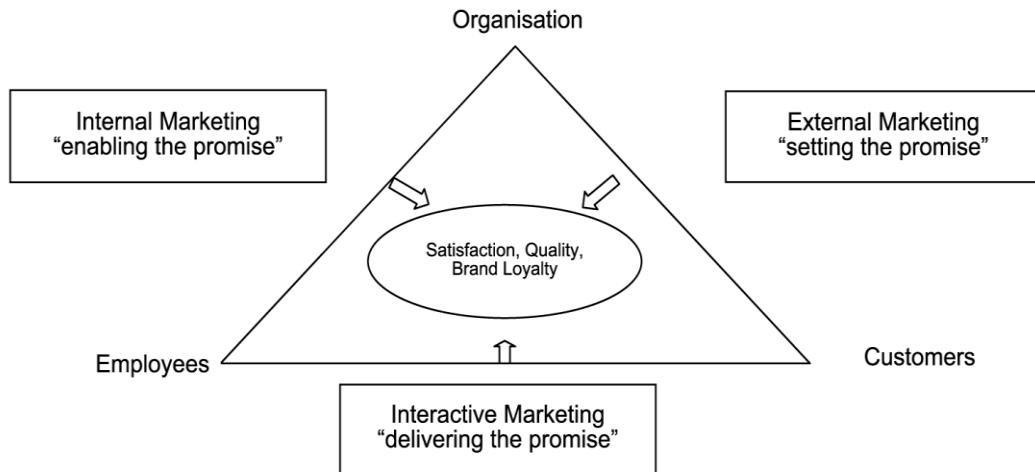 Organisation
Internal Marketing
“enabling the promise”
External Marketing
“setting the promise”
Satisfaction, Quality,
Brand Loyalty
Employees
Customers
Interactive Marketing
“delivering the promise”